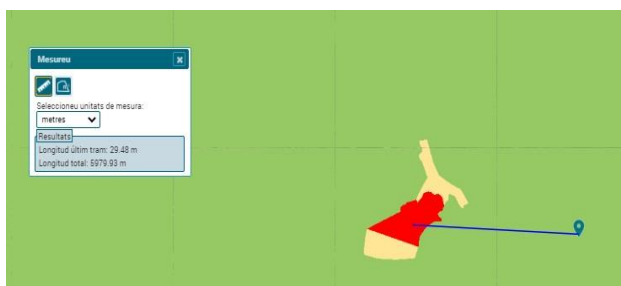 Mesureu
Seleccioneu unitats de mesura:
metres
Resultats
Longitud últim tram: 29.48 m
Longitud total: 5979.93 m